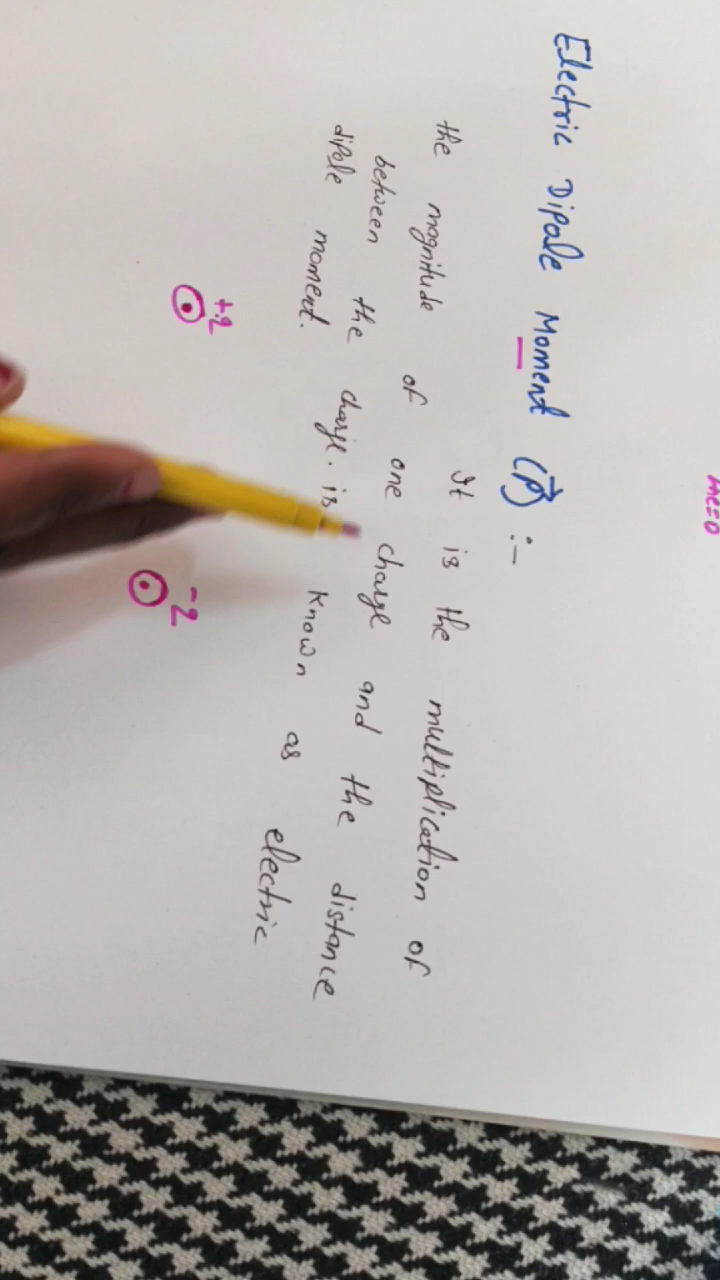 Electric Dipole Moment (p⃗) :-
It is the multiplication of
the magnitude of one charge and the distance
between the charge. is known as electric
dipole moment.
+q -q